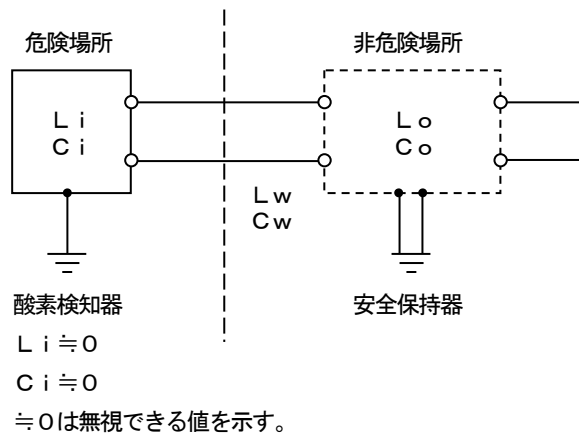 危険場所
非危険場所
Ｌｉ
Ｃｉ
Ｌｏ
Ｃｏ
Ｌｗ
Ｃｗ
酸素検知器
安全保持器
Ｌｉ≒０
Ｃｉ≒０
≒０は無視できる値を示す。